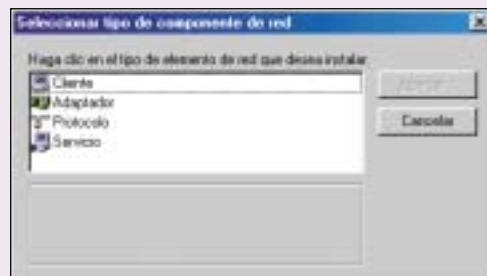 Seleccionar tipo de componente de red
Haga clic en el tipo de elemento de red que desea instalar
Cliente
Adaptador
Protocolo
Servicio
Cancelar